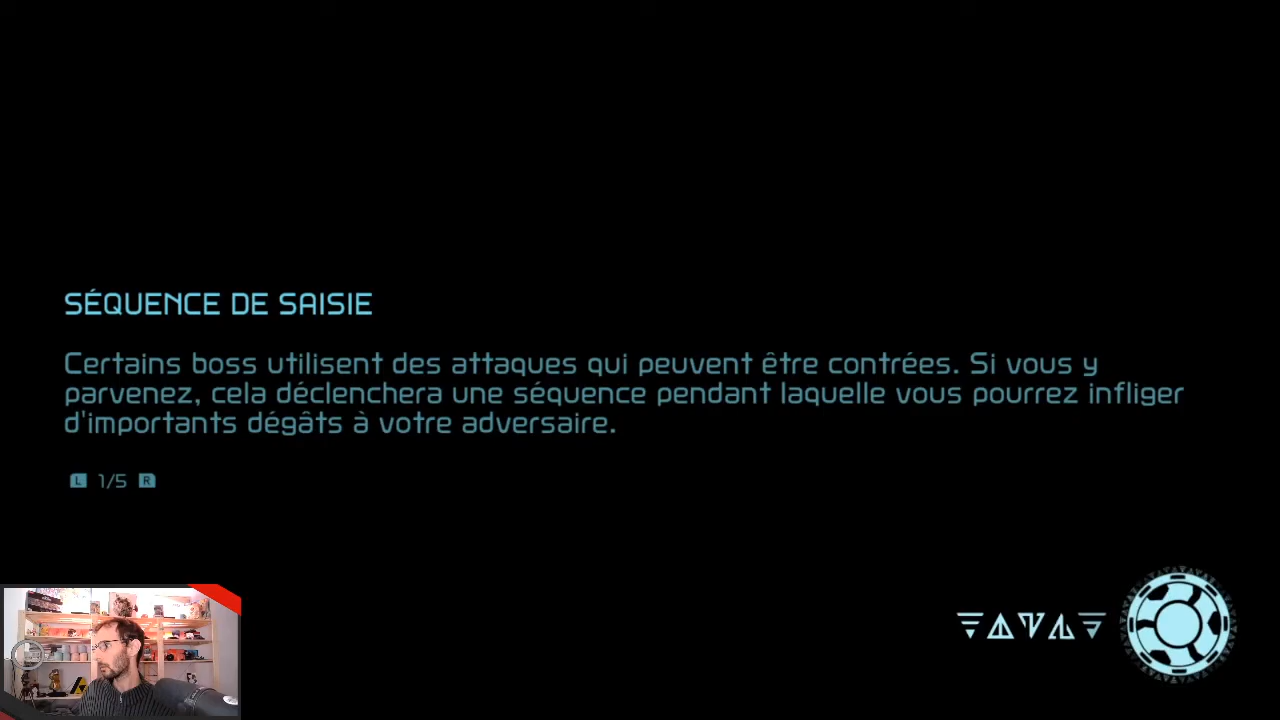 SÉQUENCE DE SAISIE
Certains boss utilisent des attaques qui peuvent être contrées. Si vous y
parvenez, cela déclenchera une séquence pendant laquelle vous pourrez infliger
d'importants dégâts à votre adversaire.
L 1/5 R